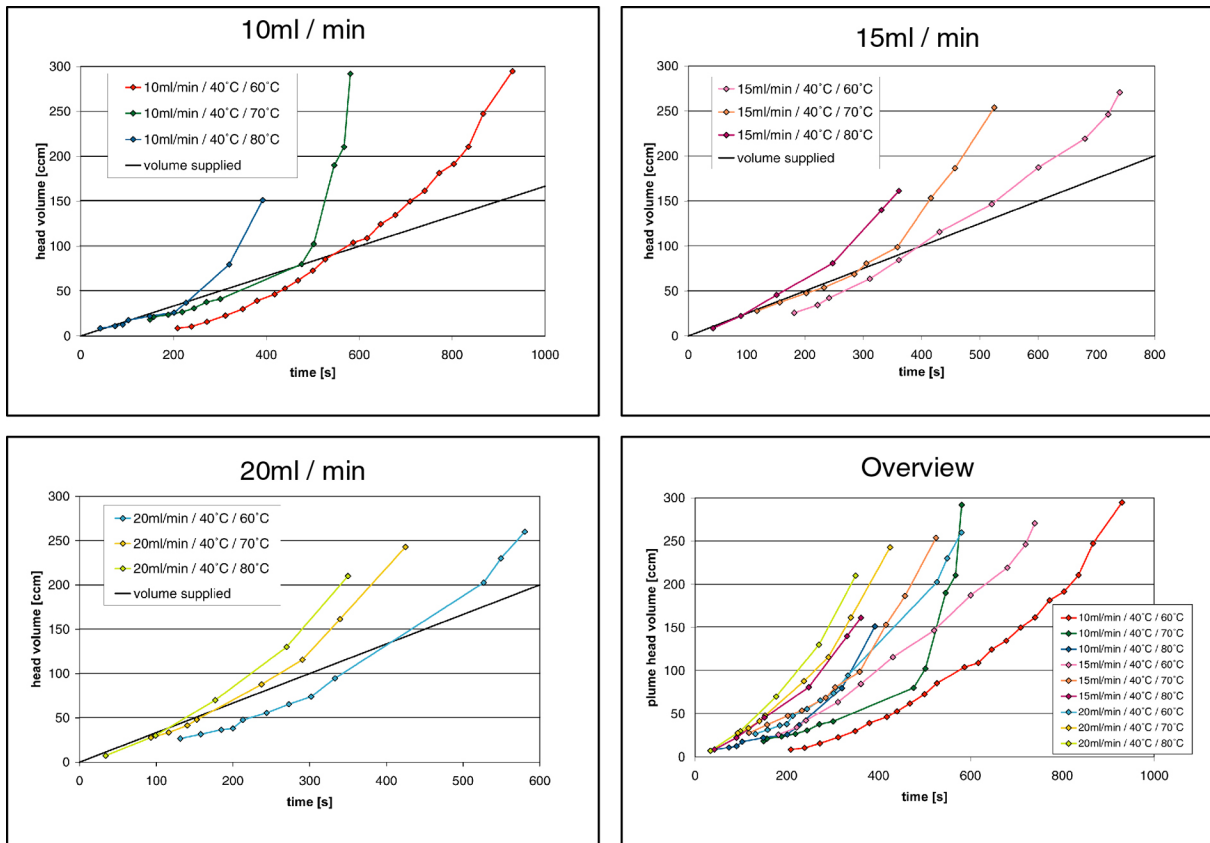 10ml / min
300
250
200
150
100
50
0
head volume [ccm]
10ml/min / 40˚C / 60˚C
10ml/min / 40˚C / 70˚C
10ml/min / 40˚C / 80˚C
volume supplied
0 200 400 600 800 1000
time [s]
15ml / min
300
250
200
150
100
50
0
head volume [ccm]
15ml/min / 40˚C / 60˚C
15ml/min / 40˚C / 70˚C
15ml/min / 40˚C / 80˚C
volume supplied
0 100 200 300 400 500 600 700 800
time [s]
20ml / min
300
250
200
150
100
50
0
head volume [ccm]
20ml/min / 40˚C / 60˚C
20ml/min / 40˚C / 70˚C
20ml/min / 40˚C / 80˚C
volume supplied
0 100 200 300 400 500 600
time [s]
Overview
300
250
200
150
100
50
0
plume head volume [ccm]
10ml/min / 40˚C / 60˚C
10ml/min / 40˚C / 70˚C
10ml/min / 40˚C / 80˚C
15ml/min / 40˚C / 60˚C
15ml/min / 40˚C / 70˚C
15ml/min / 40˚C / 80˚C
20ml/min / 40˚C / 60˚C
20ml/min / 40˚C / 70˚C
20ml/min / 40˚C / 80˚C
0 200 400 600 800 1000
time [s]